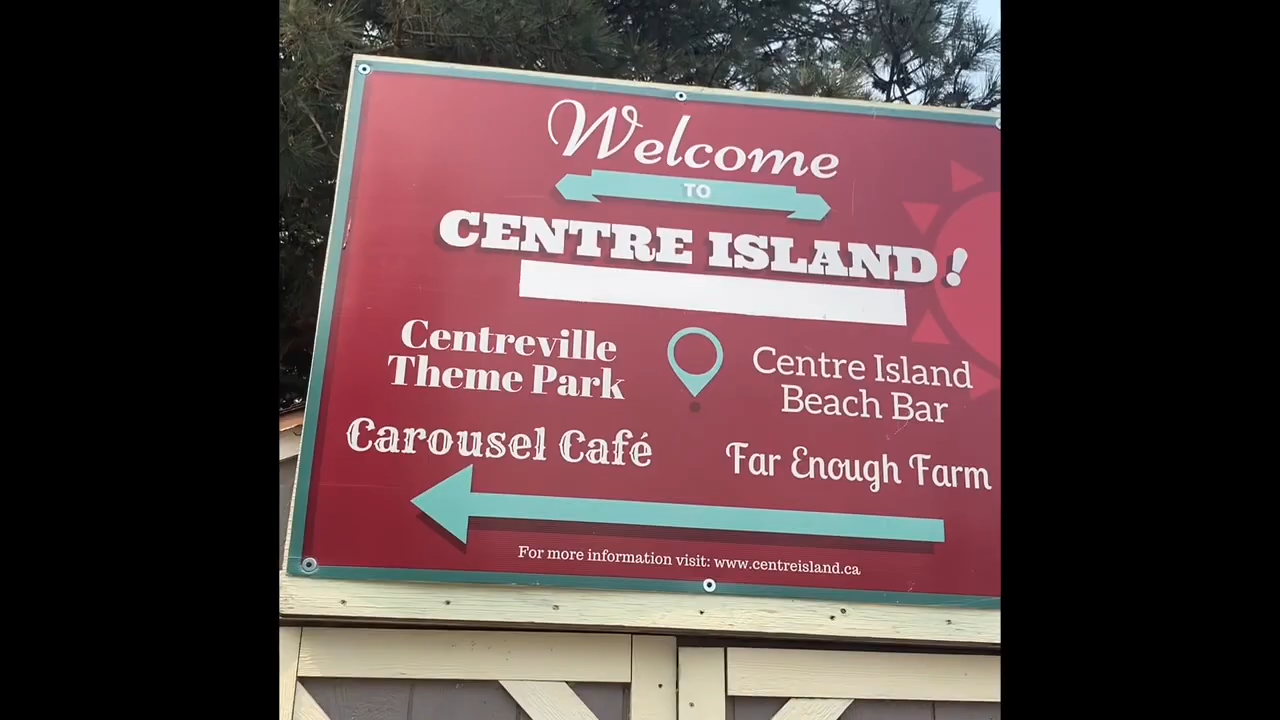 Welcome
TO
CENTRE ISLAND!
Centreville
Theme Park
Centre Island
Beach Bar
Carousel Café
Far Enough Farm
For more information visit: www.centreisland.ca